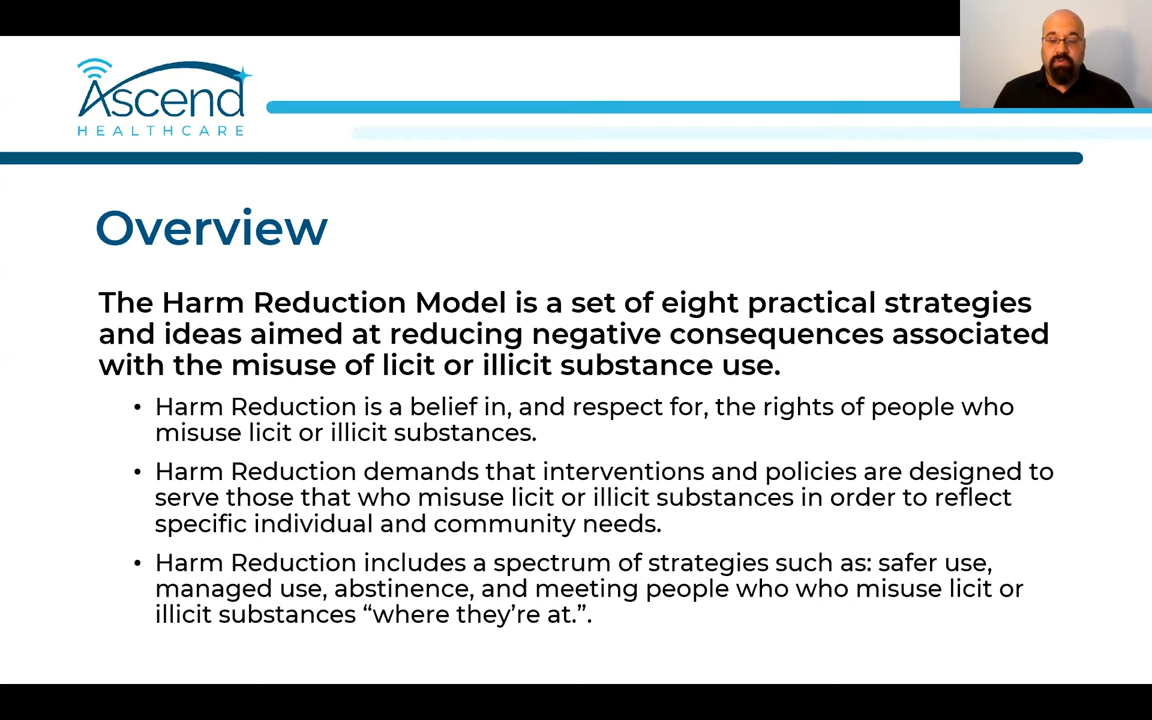 Ascend
HEALTHCARE
Overview
The Harm Reduction Model is a set of eight practical strategies
and ideas aimed at reducing negative consequences associated
with the misuse of licit or illicit substance use.
• Harm Reduction is a belief in, and respect for, the rights of people who
misuse licit or illicit substances.
• Harm Reduction demands that interventions and policies are designed to
serve those that who misuse licit or illicit substances in order to reflect
specific individual and community needs.
• Harm Reduction includes a spectrum of strategies such as: safer use,
managed use, abstinence, and meeting people who who misuse licit or
illicit substances “where they’re at.”.